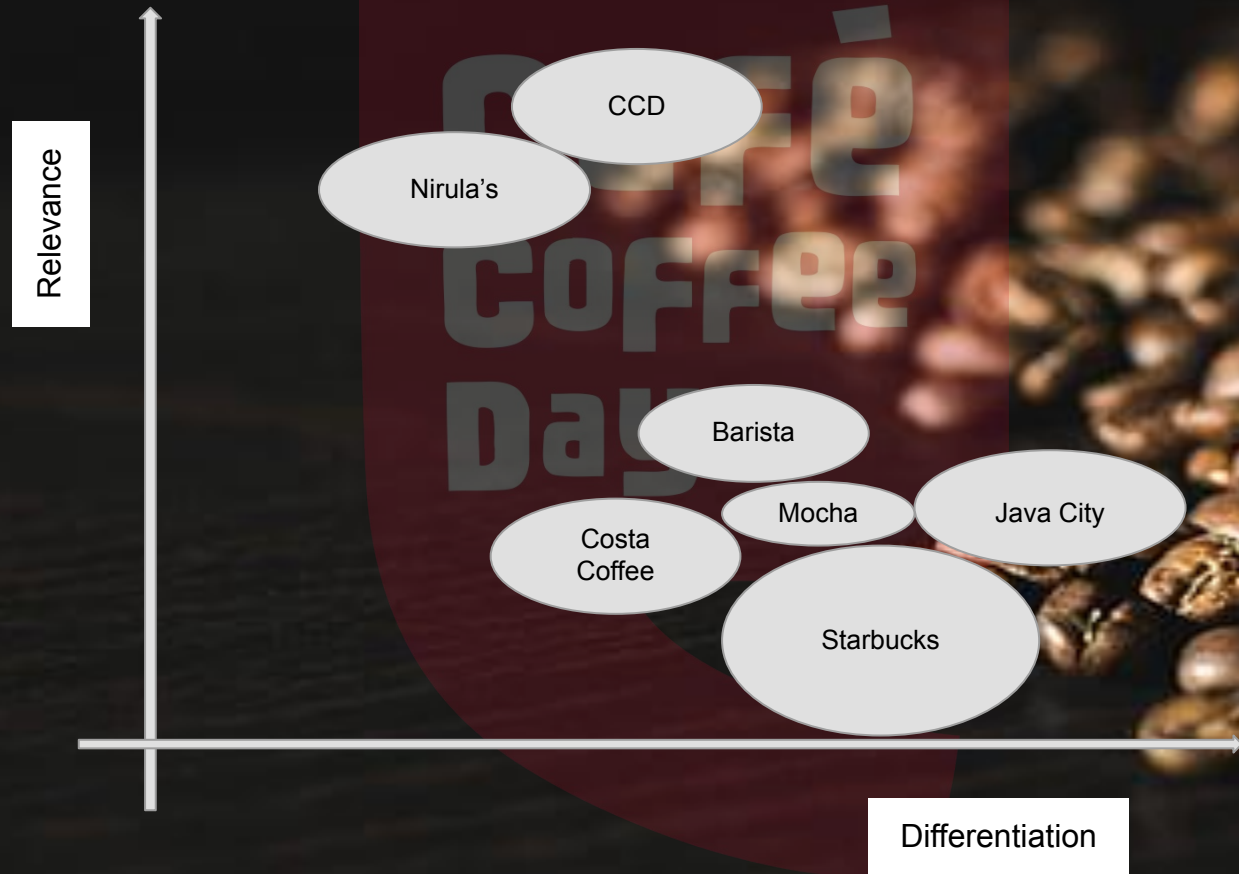 Café
Coffee
Day
CCD
Nirula's
Relevance
Barista
Mocha
Java City
Costa
Coffee
Starbucks
Differentiation